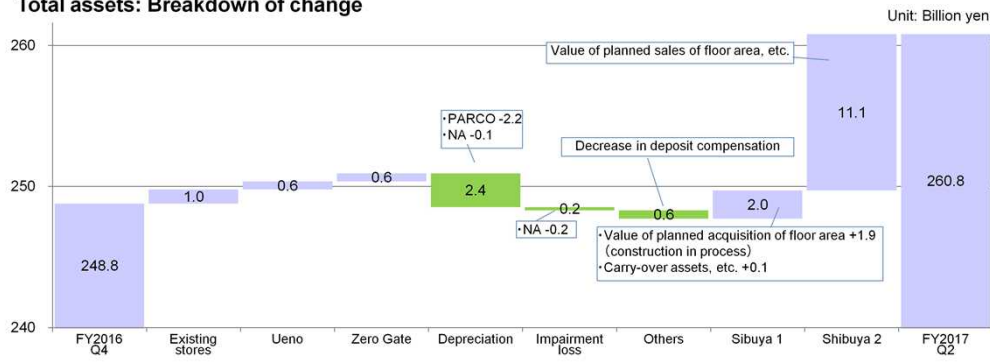 Total assets: Breakdown of change
Unit: Billion yen
260
250
240
248.8
1.0
0.6
0.6
・PARCO -2.2
・NA -0.1
2.4
0.2
・NA -0.2
Decrease in deposit compensation
0.6
2.0
・Value of planned acquisition of floor area +1.9
(construction in process)
・Carry-over assets, etc. +0.1
Value of planned sales of floor area, etc.
11.1
260.8
FY2016
Q4
Existing
stores
Ueno
Zero Gate
Depreciation
Impairment
loss
Others
Sibuya 1
Shibuya 2
FY2017
Q2